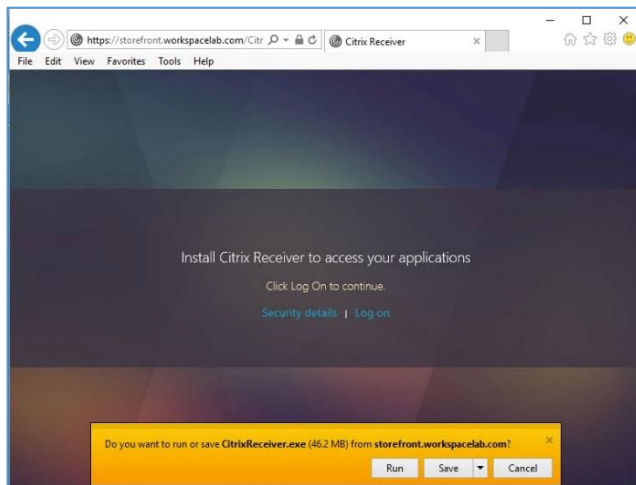 https://storefront.workspacelab.com/Citr
Citrix Receiver
File Edit View Favorites Tools Help
Install Citrix Receiver to access your applications
Click Log On to continue.
Security details | Log on
Do you want to run or save CitrixReceiver.exe (46.2 MB) from storefront.workspacelab.com?
Run Save Cancel